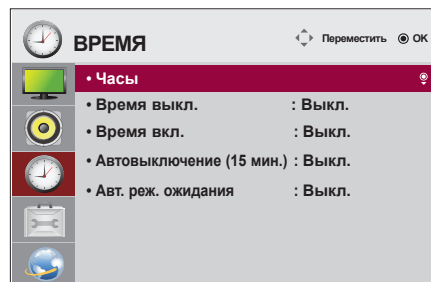 ВРЕМЯ Переместить OK
• Часы
• Время выкл. : Выкл.
• Время вкл. : Выкл.
• Автовыключение (15 мин.) : Выкл.
• Авт. реж. ожидания : Выкл.